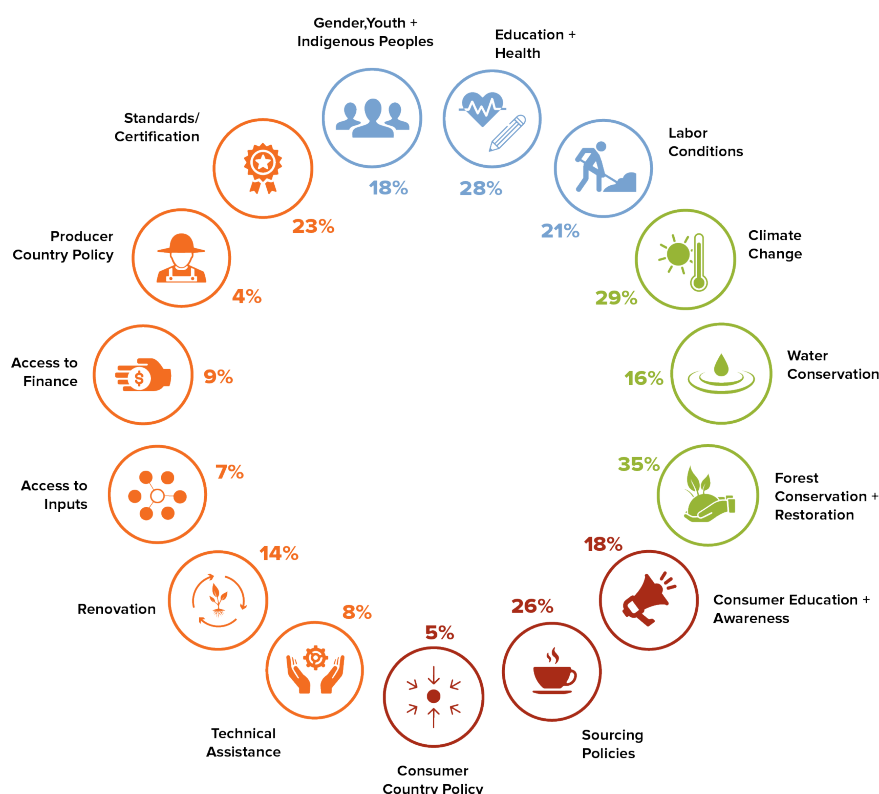 Gender,Youth +
Indigenous Peoples
18%
Education +
Health
28%
Labor
Conditions
21%
Climate
Change
29%
Water
Conservation
16%
Forest
Conservation +
Restoration
35%
Consumer Education +
Awareness
18%
Sourcing
Policies
26%
Consumer
Country Policy
5%
Technical
Assistance
8%
Renovation
14%
Access to
Inputs
7%
Access to
Finance
$
9%
Producer
Country Policy
4%
Standards/
Certification
23%